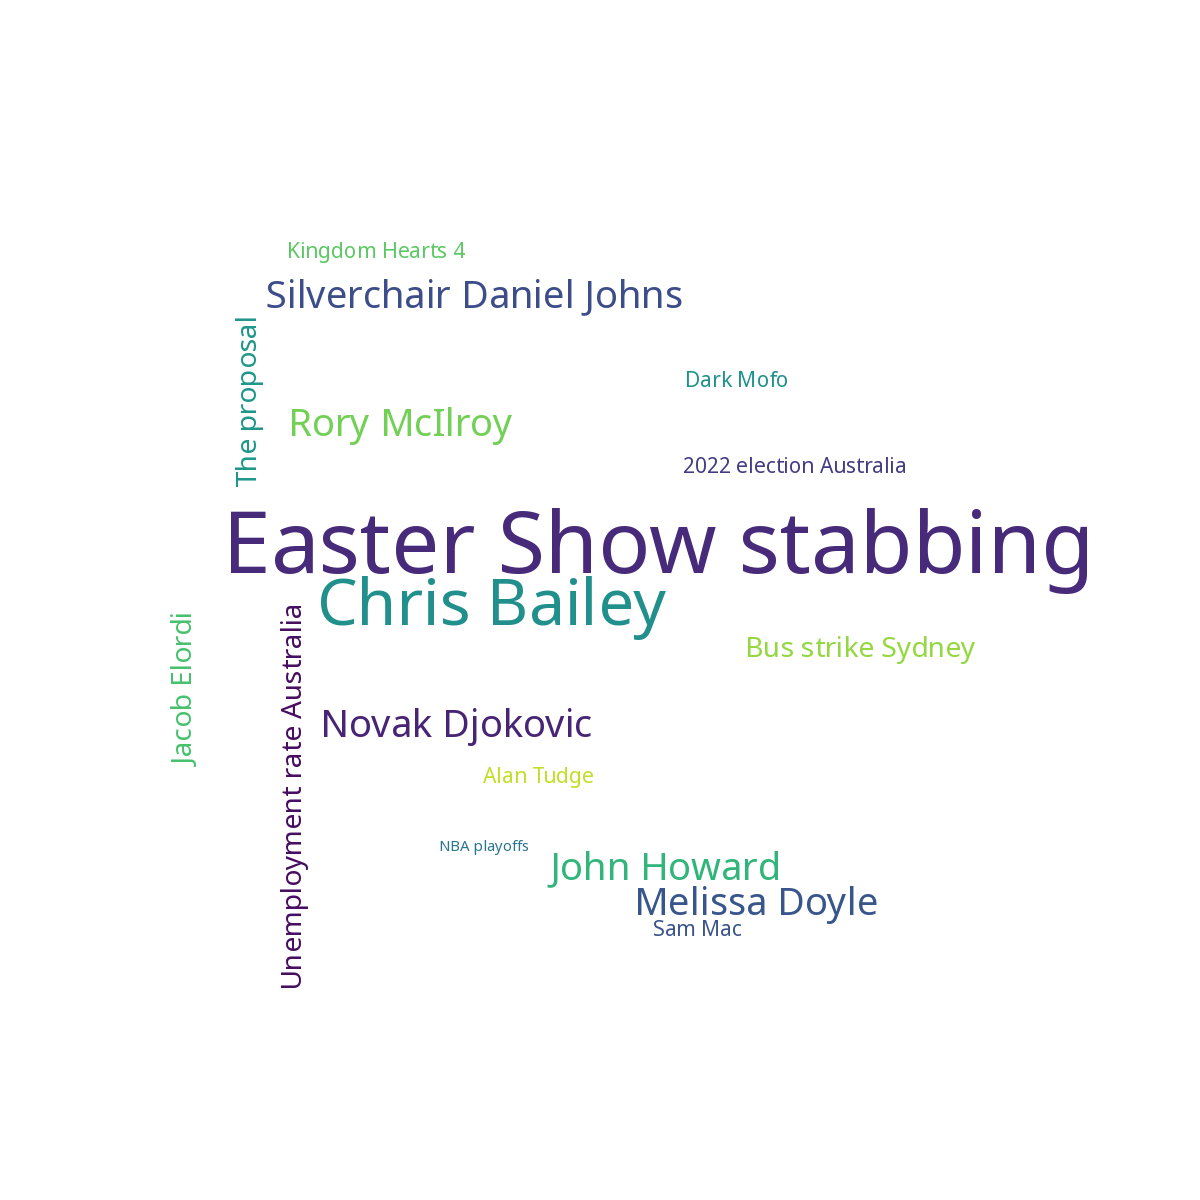 Kingdom Hearts 4
Silverchair Daniel Johns
The proposal
Dark Mofo
Rory McIlroy
2022 election Australia
Easter Show stabbing
Chris Bailey
Jacob Elordi
Unemployment rate Australia
Bus strike Sydney
Novak Djokovic
Alan Tudge
NBA playoffs
John Howard
Melissa Doyle
Sam Mac